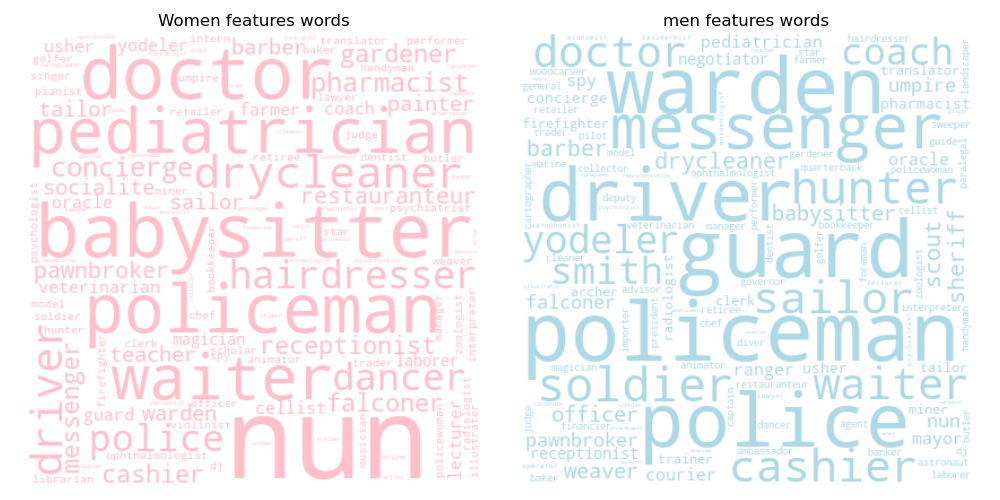 Women features words
men features words
intern
translator
performer
usher
yodeler
barber
baker
gardener
golfer
doctor
handyman
singer
umpire
pharmacist
pianist
lawyer
tailor
retailer
farmer
coach
painter
pediatrician
judge
concierge
retiree
dentist
butler
drycleaner
socialite
miner
restaurateur
oracle
sailor
psychiatrist
psychologist
star
babysitter
bookkeeper
weaver
pawnbroker
hairdresser
veterinarian
model
soldier
policeman
chef
manager
zoologist
interpreter
hunter
magician
clerk
receptionist
teacher
scholar
spy
animator
trader
laborer
firefighter
driver
messenger
waiter
dancer
officer
cellist
falconer
guard
warden
violinist
police
nun
musician
policewoman
lecturer
radiologist
illustrator
ophthalmologist
cashier
dj
librarian
doctor
pediatrician
hairdresser
coach
negotiator
star
farmer
landscaper
woodcarver
spy
translator
general
warden
umpire
concierge
pharmacist
retailer
firefighter
messenger
sweeper
trader
pilot
barber
model
gardener
guide
paralegal
drycleaner
oracle
marine
collector
ophthalmologist
quarterback
policewoman
cartographer
driver
deputy
hunter
performer
babysitter
cellist
veterinarian
manager
bookkeeper
scout
sheriff
yodeler
guard
cleaner
dentist
golfer
foreman
zoologist
smith
radiologist
lecturer
archer
advisor
governor
falconer
clerk
sailor
interpreter
retiree
importer
president
chef
policeman
diver
handyman
magician
animator
ranger
usher
tailor
soldier
restaurateur
waiter
captain
lawyer
officer
police
miner
judge
financier
dancer
agent
nun
butler
pawnbroker
mayor
receptionist
ambassador
banker
dj
trainer
cashier
astronaut
operator
weaver
courier
baker
laborer